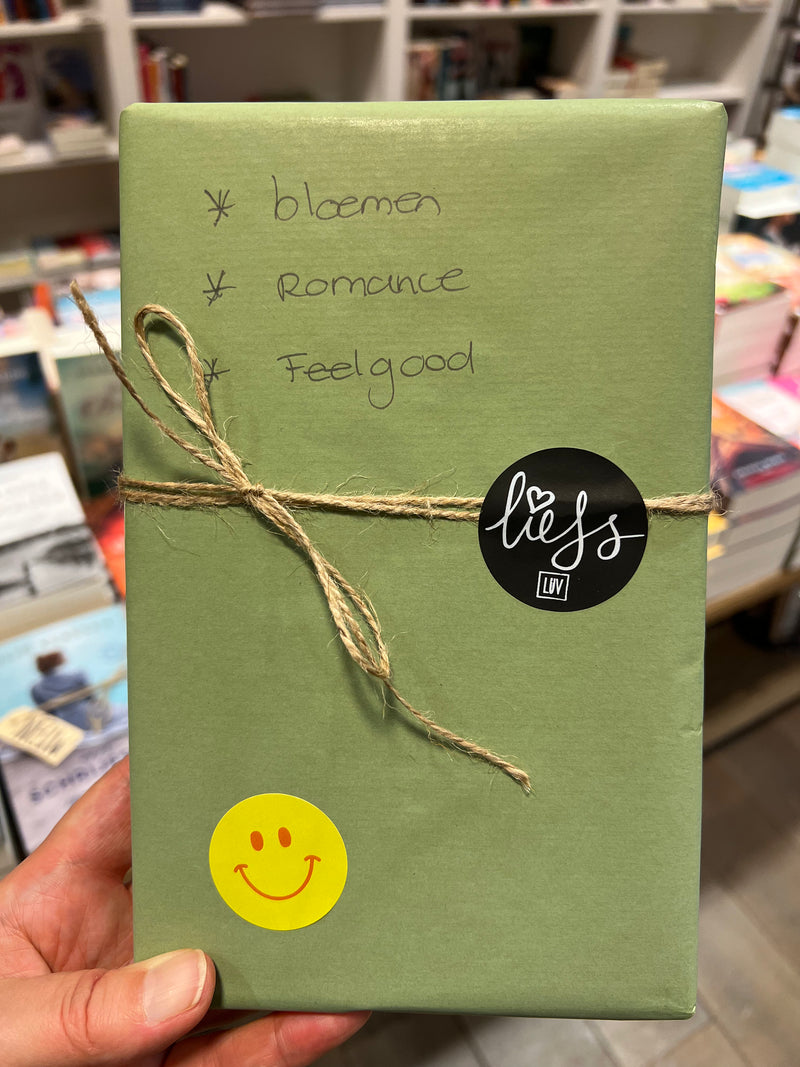 * bloemen
* Romance
* Feelgood
liefs
LUV